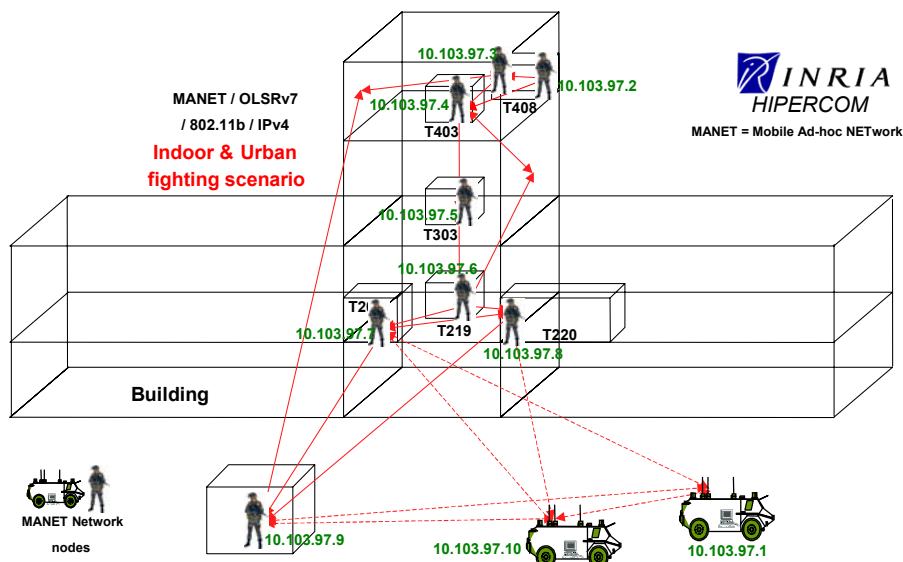 10.103.97.3
10.103.97.2
MANET / OLSRv7
/ 802.11b / IPv4
Indoor & Urban
fighting scenario
10.103.97.4
T408
T403
INRIA
HIPERCOM
MANET = Mobile Ad-hoc NETwork
10.103.97.5
T303
10.103.97.6
T219
10.103.97.7
T220
10.103.97.8
Building
MANET Network
nodes
10.103.97.9
10.103.97.10
10.103.97.1